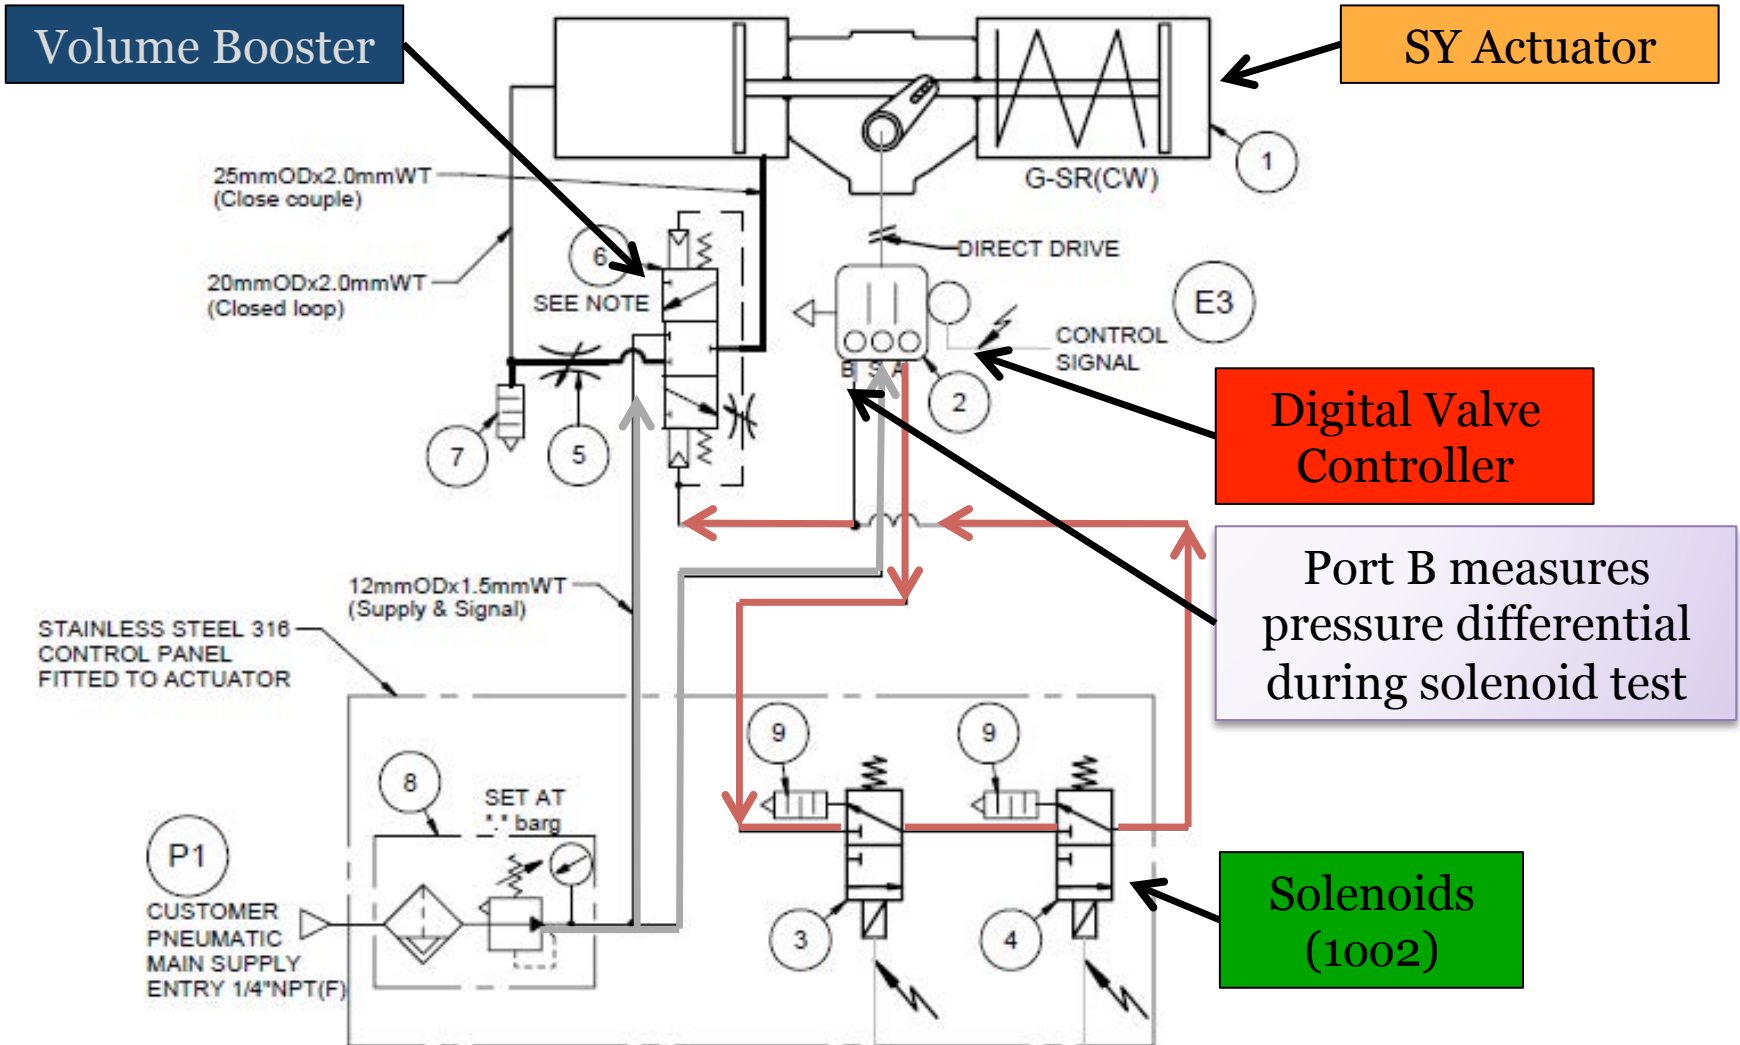 Volume Booster
SY Actuator
1
G-SR(CW)
25mmODx2.0mmWT
(Close couple)
DIRECT DRIVE
6
20mmODx2.0mmWT
(Closed loop)
SEE NOTE
E3
CONTROL
SIGNAL
B S A
2
7
5
Digital Valve
Controller
Port B measures
pressure differential
during solenoid test
12mmODx1.5mmWT
(Supply & Signal)
STAINLESS STEEL 316
CONTROL PANEL
FITTED TO ACTUATOR
9
9
8
SET AT
*.* barg
P1
CUSTOMER
PNEUMATIC
MAIN SUPPLY
ENTRY 1/4"NPT(F)
3
4
Solenoids
(1oo2)